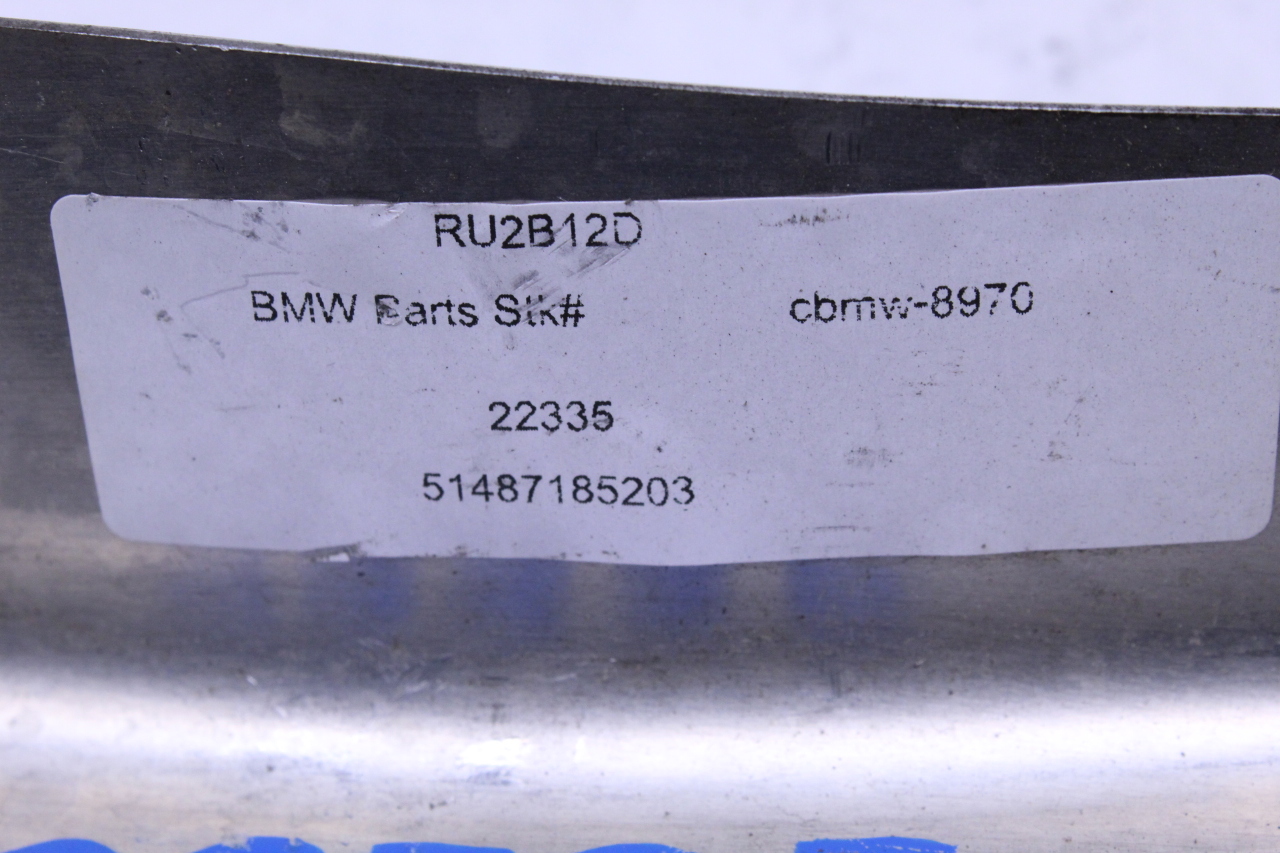 RU2B12D
BMW Parts Stk# cbmw-8970
22335
51487185203